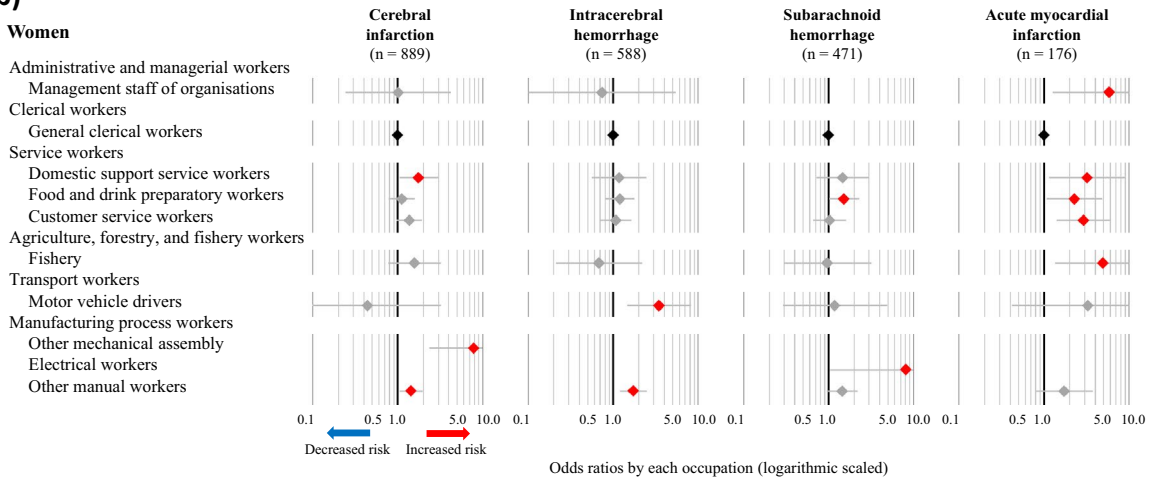 b)
Women
Cerebral
infarction
(n = 889)
Intracerebral
hemorrhage
(n = 588)
Subarachnoid
hemorrhage
(n = 471)
Acute myocardial
infarction
(n = 176)
Administrative and managerial workers
Management staff of organisations
Clerical workers
General clerical workers
Service workers
Domestic support service workers
Food and drink preparatory workers
Customer service workers
Agriculture, forestry, and fishery workers
Fishery
Transport workers
Motor vehicle drivers
Manufacturing process workers
Other mechanical assembly
Electrical workers
Other manual workers
0.1 0.5 1.0 5.0 10.0
0.1 0.5 1.0 5.0 10.0
0.1 0.5 1.0 5.0 10.0
0.1 0.5 1.0 5.0 10.0
Decreased risk Increased risk
Odds ratios by each occupation (logarithmic scaled)